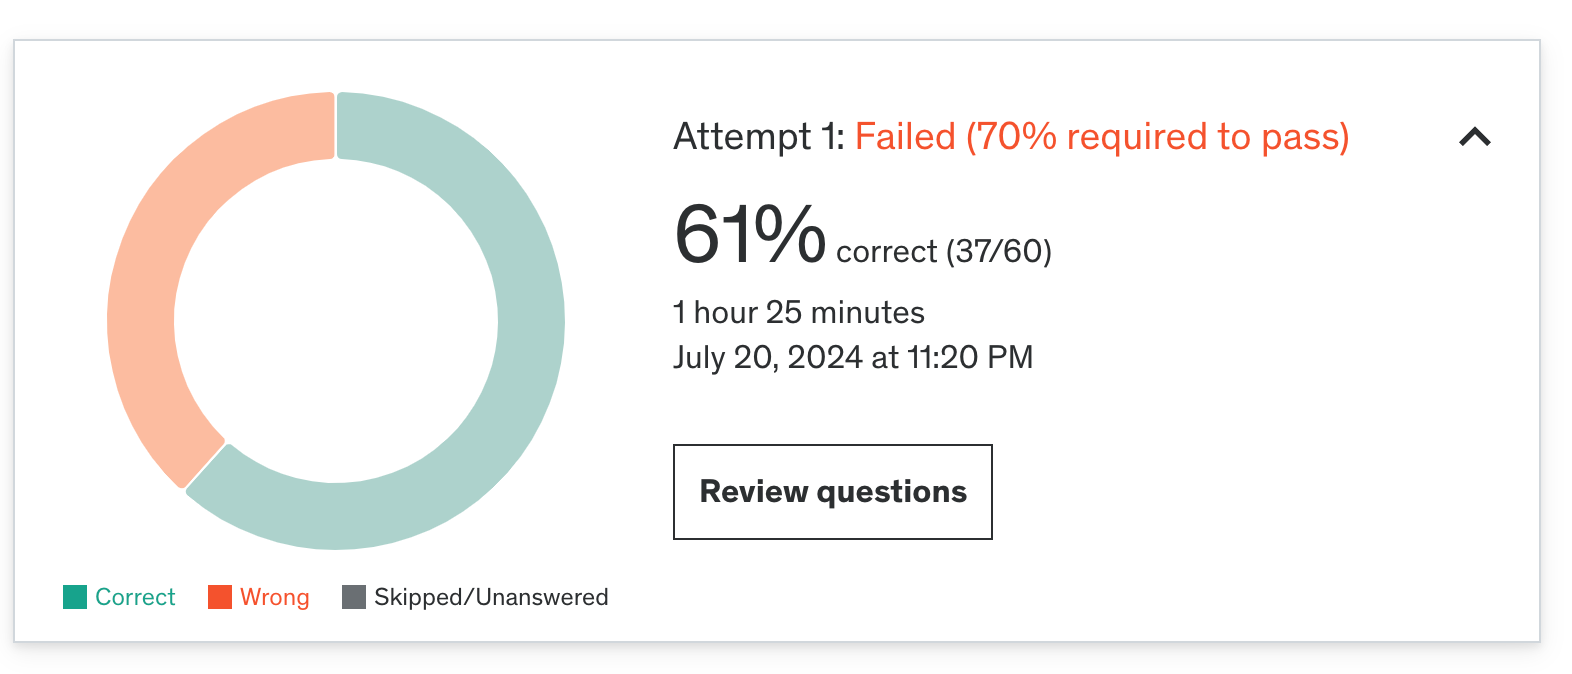 Attempt 1: Failed (70% required to pass)
61% correct (37/60)
1 hour 25 minutes
July 20, 2024 at 11:20 PM
Review questions
Correct Wrong Skipped/Unanswered